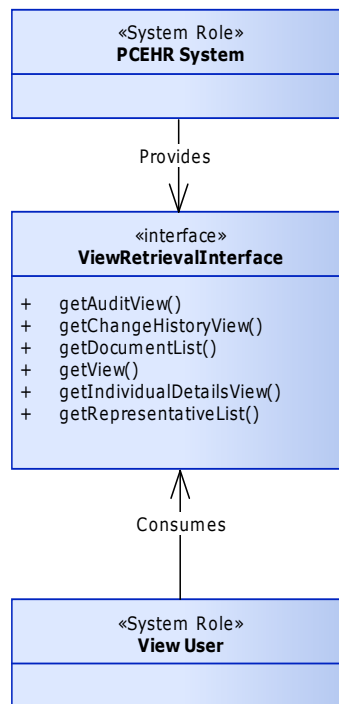 «System Role»
PCEHR System
Provides
«interface»
ViewRetrievalInterface
+ getAuditView()
+ getChangeHistoryView()
+ getDocumentList()
+ getView()
+ getIndividualDetailsView()
+ getRepresentativeList()
Consumes
«System Role»
View User